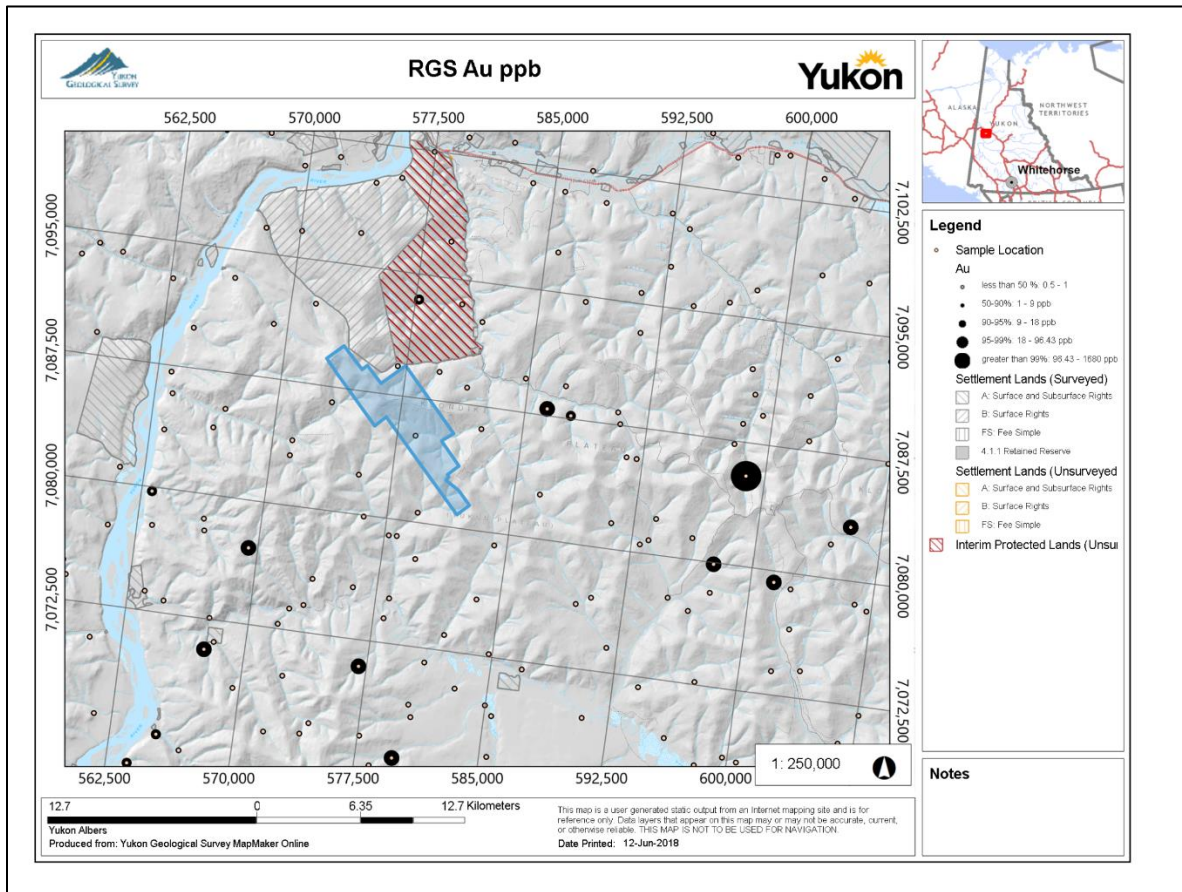 YUKON
GEOLOGICAL SURVEY
RGS Au ppb
Yukon
562,500 570,000 577,500 585,000 592,500 600,000
7,095,000
7,087,500
7,080,000
7,072,500
7,102,500
7,095,000
7,087,500
7,080,000
7,072,500
562,500 570,000 577,500 585,000 592,500 600,000
1: 250,000
ALASKA
YUKON
NORTHWEST
TERRITORIES
Whitehorse
Legend
Sample Location
Au
less than 50 %: 0.5 - 1
50-90%: 1 - 9 ppb
90-95%: 9 - 18 ppb
95-99%: 18 - 96.43 ppb
greater than 99%: 96.43 - 1680 ppb
Settlement Lands (Surveyed)
A: Surface and Subsurface Rights
B: Surface Rights
FS: Fee Simple
4.1.1 Retained Reserve
Settlement Lands (Unsurveyed
A: Surface and Subsurface Rights
B: Surface Rights
FS: Fee Simple
Interim Protected Lands (Unsu
Notes
12.7 0 6.35 12.7 Kilometers
Yukon Albers
Produced from: Yukon Geological Survey MapMaker Online
This map is a user generated static output from an Internet mapping site and is for
reference only. Data layers that appear on this map may or may not be accurate, current,
or otherwise reliable. THIS MAP IS NOT TO BE USED FOR NAVIGATION.
Date Printed: 12-Jun-2018